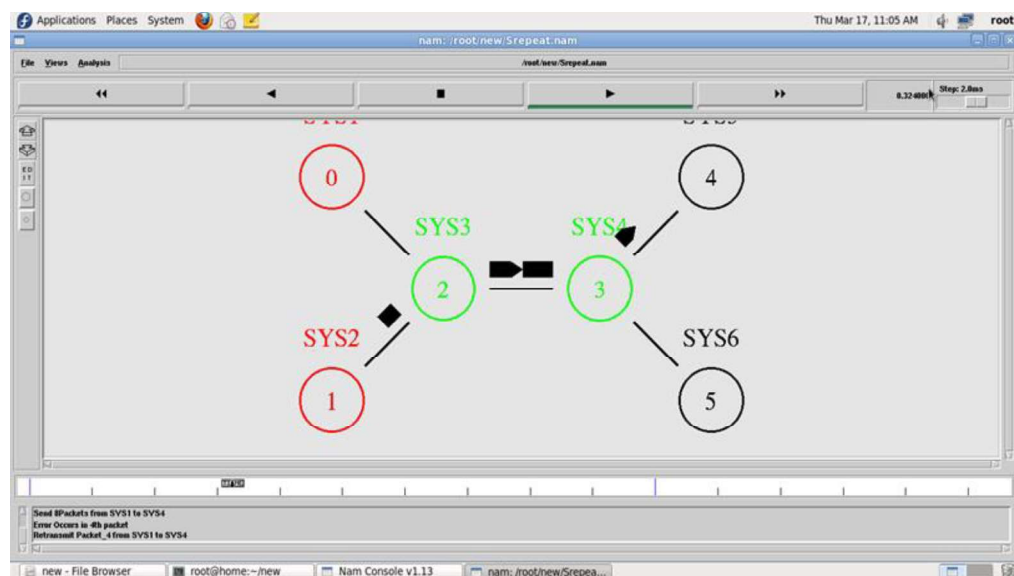 Applications Places System Thu Mar 17, 11:05 AM root
nam: /root/new/Srepeat.nam
File Views Analysis /root/new/Srepeat.nam
Step: 2.0ms
ED
IT
SYS1
0
4
SYS3
SYS4
2
3
SYS2
SYS6
1
5
Send 8Packets from SYS1 to SYS4
Error Occurs in 4th packet
Retransmit Packet_4 from SYS1 to SYS4
new - File Browser root@home:~/new Nam Console v1.13 nam: /root/new/Srepea...